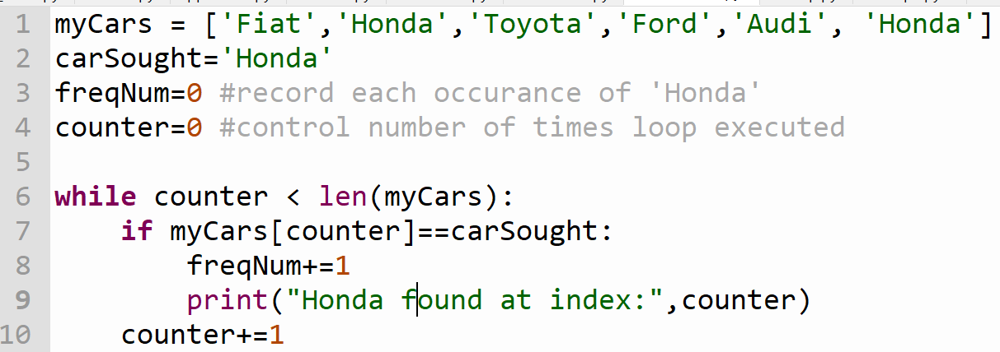 1 myCars = ['Fiat','Honda','Toyota','Ford','Audi', 'Honda']
2 carSought='Honda'
3 freqNum=0 #record each occurance of 'Honda'
4 counter=0 #control number of times loop executed
5
6 while counter < len(myCars):
7     if myCars[counter]==carSought:
8         freqNum+=1
9         print("Honda found at index:",counter)
10     counter+=1